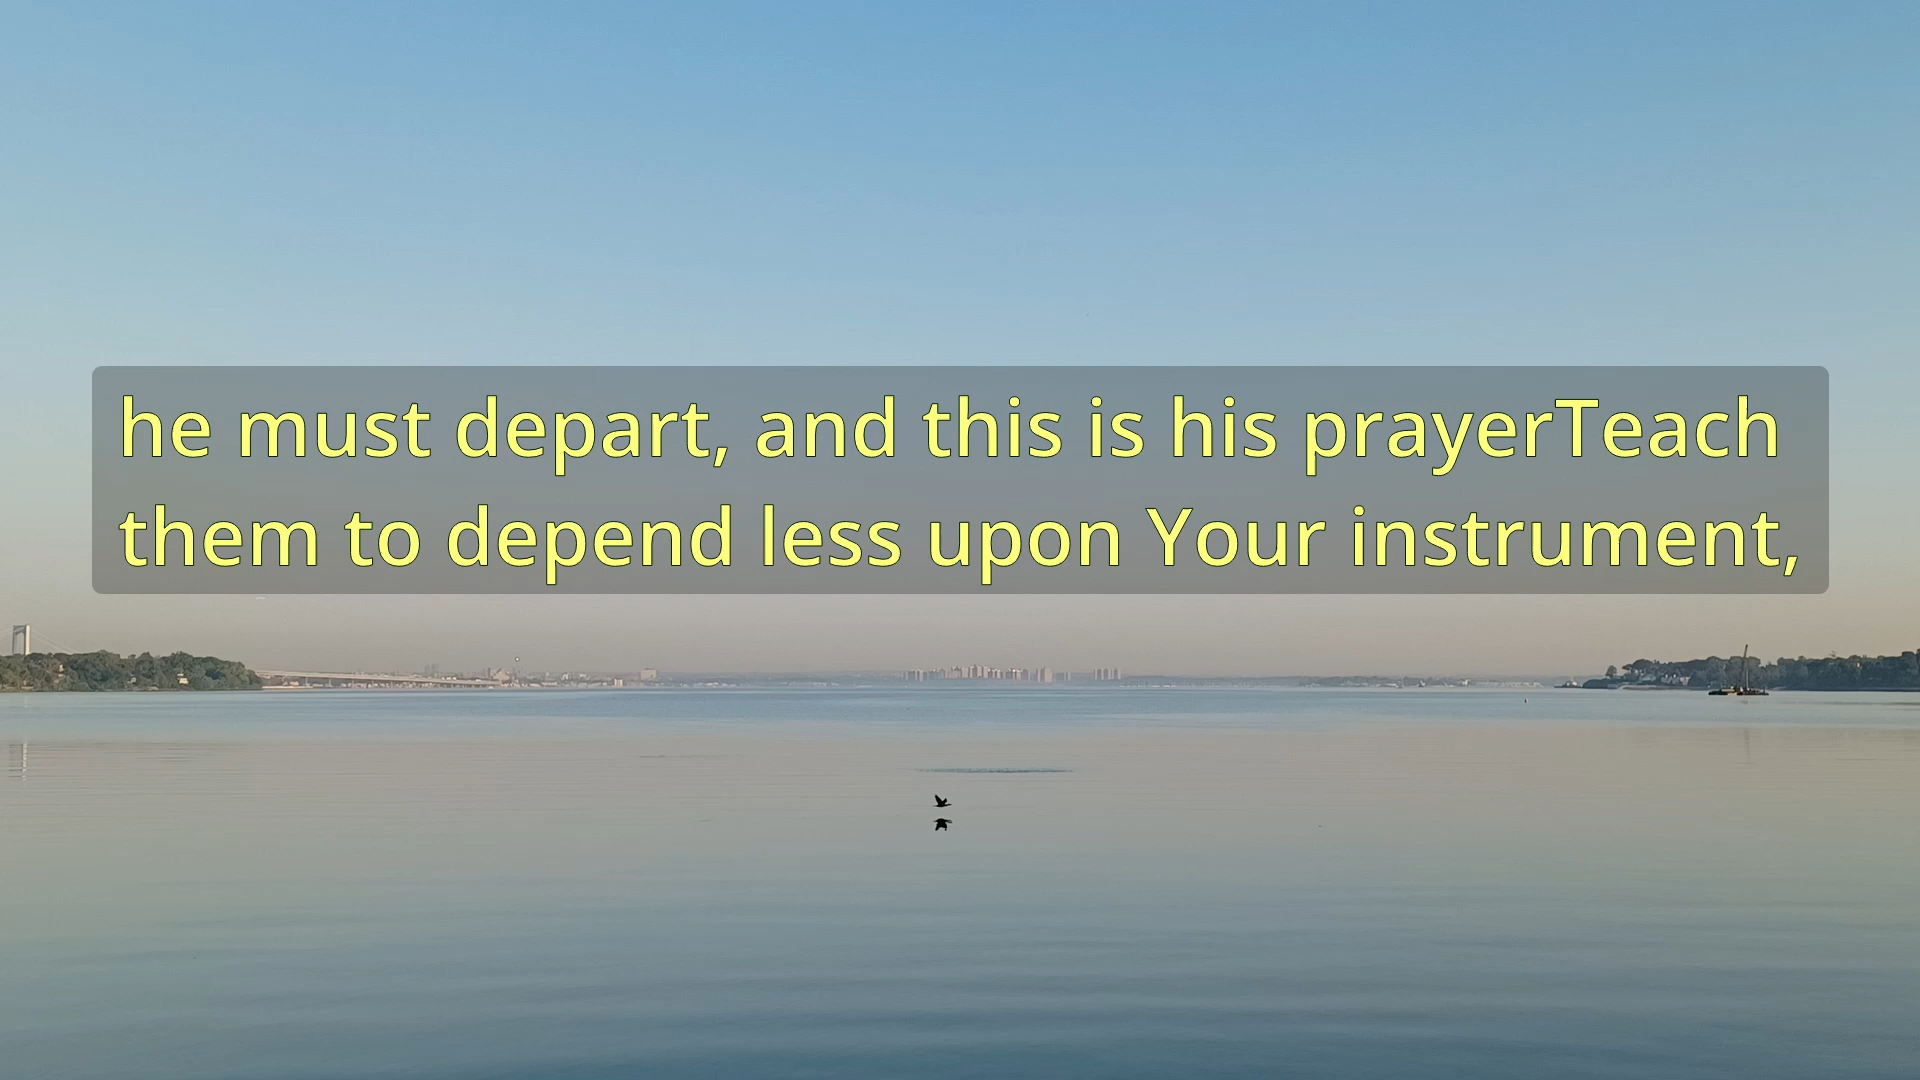 he must depart, and this is his prayerTeach
them to depend less upon Your instrument,